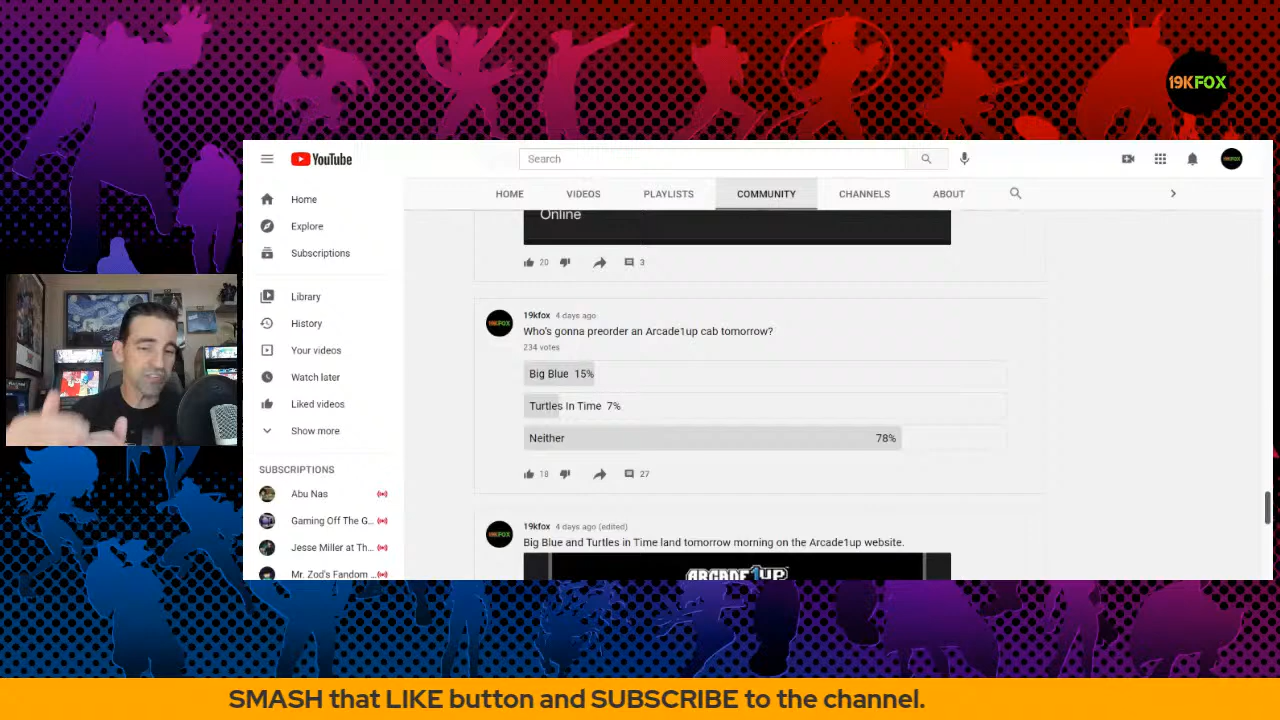 19KFOX
YouTube
Search
HOME VIDEOS PLAYLISTS COMMUNITY CHANNELS ABOUT
Home
Explore
Subscriptions
Library
History
Your videos
Watch later
Liked videos
Show more
SUBSCRIPTIONS
Abu Nas
Gaming Off The G...
Jesse Miller at Th...
Mr. Zod's Fandom ...
Online
20 3
19KFOX
19kfox 4 days ago
Who's gonna preorder an Arcade1up cab tomorrow?
234 votes
Big Blue 15%
Turtles In Time 7%
Neither 78%
18 27
19KFOX
19kfox 4 days ago (edited)
Big Blue and Turtles in Time land tomorrow morning on the Arcade1up website.
ARCADE1UP
SMASH that LIKE button and SUBSCRIBE to the channel.